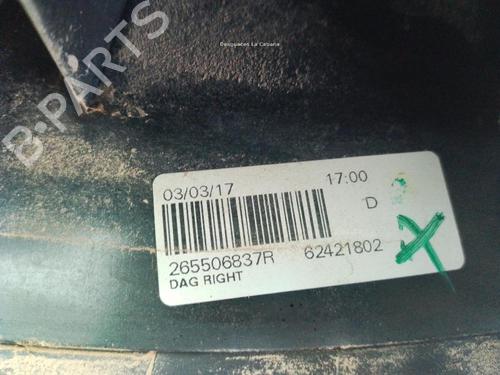 Desguaces La Cabaña
B-PARTS
03/03/17 17:00
D
265506837R 62421802
DAG RIGHT